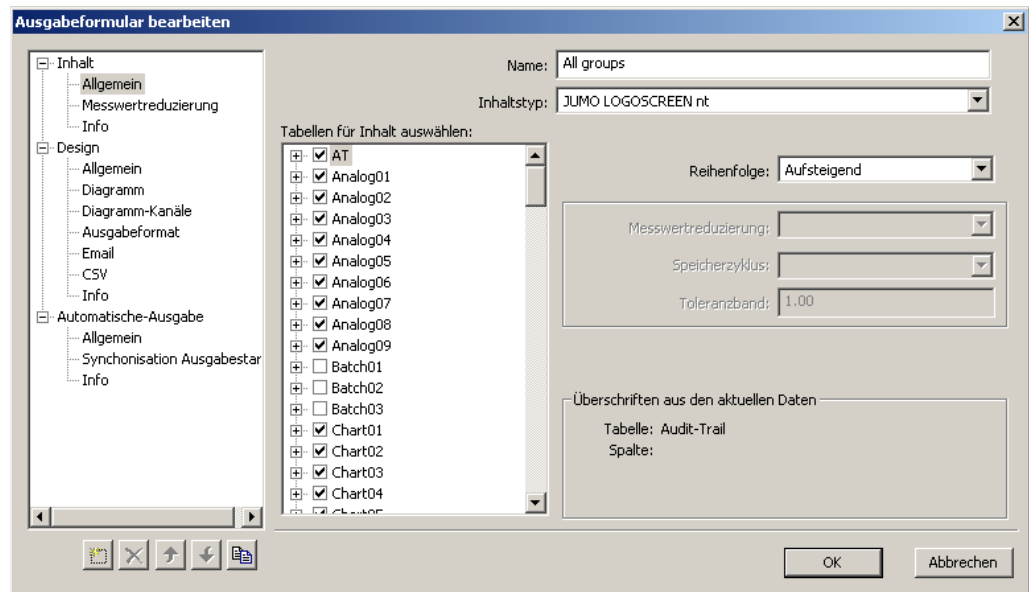 Ausgabeformular bearbeiten
Inhalt
Allgemein
Messwertreduzierung
Info
Design
Allgemein
Diagramm
Diagramm-Kanäle
Ausgabeformat
Email
CSV
Info
Automatische-Ausgabe
Allgemein
Synchonisation Ausgabestar
Info
Name: All groups
Inhaltstyp: JUMO LOGOSCREEN nt
Tabellen für Inhalt auswählen:
AT
Analog01
Analog02
Analog03
Analog04
Analog05
Analog06
Analog07
Analog08
Analog09
Batch01
Batch02
Batch03
Chart01
Chart02
Chart03
Chart04
Chart05
Reihenfolge: Aufsteigend
Messwertreduzierung:
Speicherzyklus:
Toleranzband: 1.00
Überschriften aus den aktuellen Daten
Tabelle: Audit-Trail
Spalte:
OK
Abbrechen